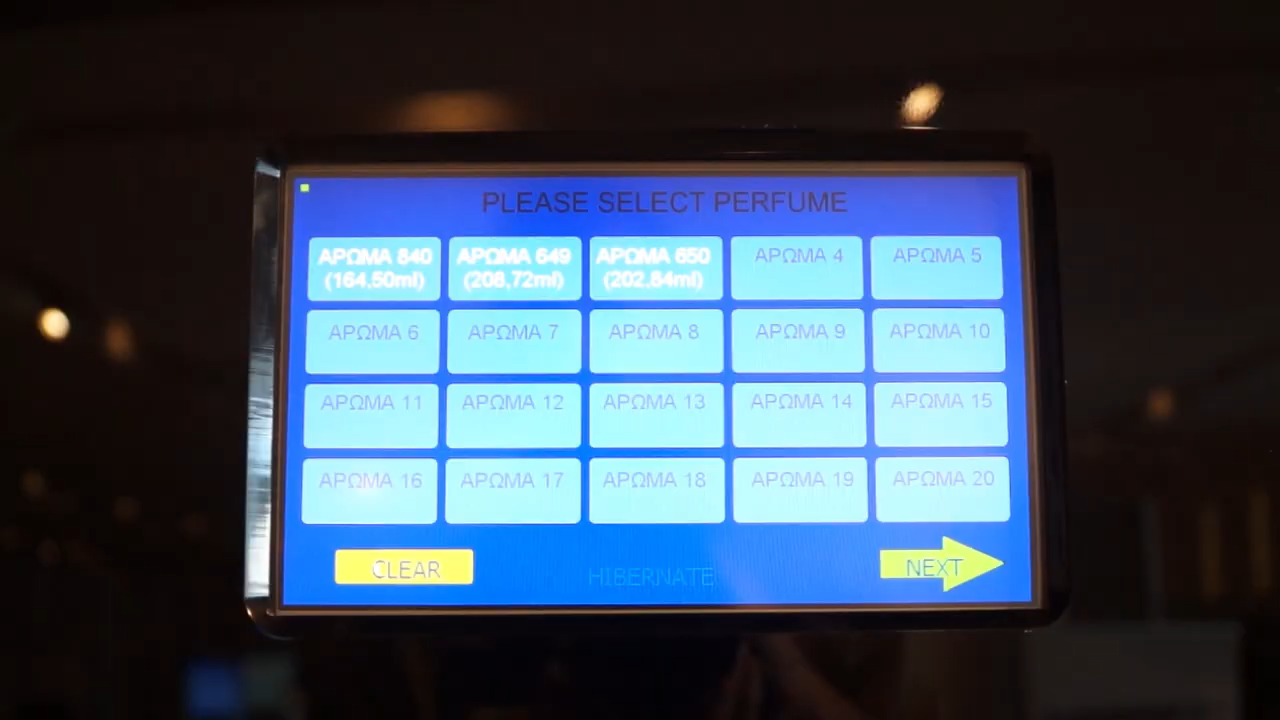 PLEASE SELECT PERFUME
ΑΡΩΜΑ 840
(164,50ml)
ΑΡΩΜΑ 649
(208,72ml)
ΑΡΩΜΑ 650
(202,84ml)
ΑΡΩΜΑ 4
ΑΡΩΜΑ 5
ΑΡΩΜΑ 6
ΑΡΩΜΑ 7
ΑΡΩΜΑ 8
ΑΡΩΜΑ 9
ΑΡΩΜΑ 10
ΑΡΩΜΑ 11
ΑΡΩΜΑ 12
ΑΡΩΜΑ 13
ΑΡΩΜΑ 14
ΑΡΩΜΑ 15
ΑΡΩΜΑ 16
ΑΡΩΜΑ 17
ΑΡΩΜΑ 18
ΑΡΩΜΑ 19
ΑΡΩΜΑ 20
CLEAR
HIBERNATE
NEXT